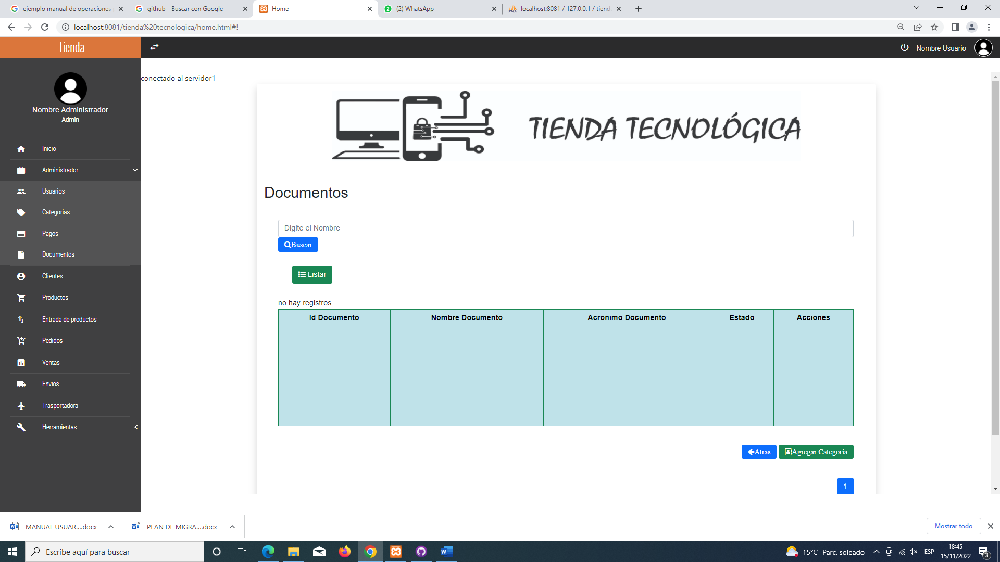 ejemplo manual de operaciones
github - Buscar con Google
Home
(2) WhatsApp
localhost:8081 / 127.0.0.1 / tiend
localhost:8081/tienda%20tecnologica/home.html#!
Tienda
Nombre Usuario
Nombre Administrador
Admin
Inicio
Administrador
Usuarios
Categorias
Pagos
Documentos
Clientes
Productos
Entrada de productos
Pedidos
Ventas
Envios
Trasportadora
Herramientas
conectado al servidor1
TIENDA TECNOLÓGICA
Documentos
Digite el Nombre
Buscar
Listar
no hay registros
Id Documento Nombre Documento Acronimo Documento Estado Acciones
Atras Agregar Categoria
1
MANUAL USUAR....docx
PLAN DE MIGRA....docx
Mostrar todo
Escribe aquí para buscar
15°C Parc. soleado
ESP
18:45
15/11/2022
3